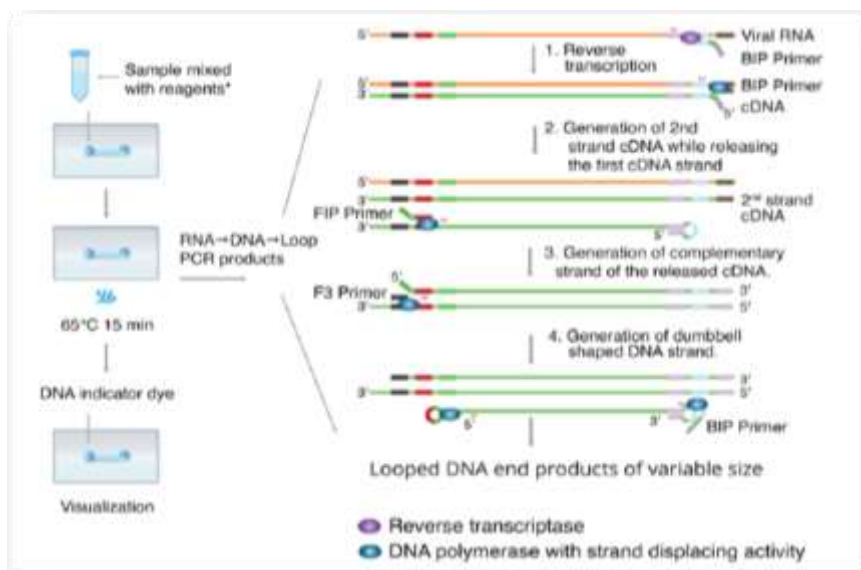 Sample mixed
with reagents*
RNA→DNA→Loop
PCR products
65°C 15 min
DNA indicator dye
Visualization
5'
Viral RNA
BIP Primer
1. Reverse
transcription
5'
3'
BIP Primer
cDNA
5'
2. Generation of 2nd
strand cDNA while releasing
the first cDNA strand
5'
3'
2nd strand
cDNA
FIP Primer
3'
5'
3. Generation of complementary
strand of the released cDNA.
5'
F3 Primer
3'
3'
5'
4. Generation of dumbbell
shaped DNA strand.
3'
3'
5'
5'
3'
BIP Primer
Looped DNA end products of variable size
Reverse transcriptase
DNA polymerase with strand displacing activity